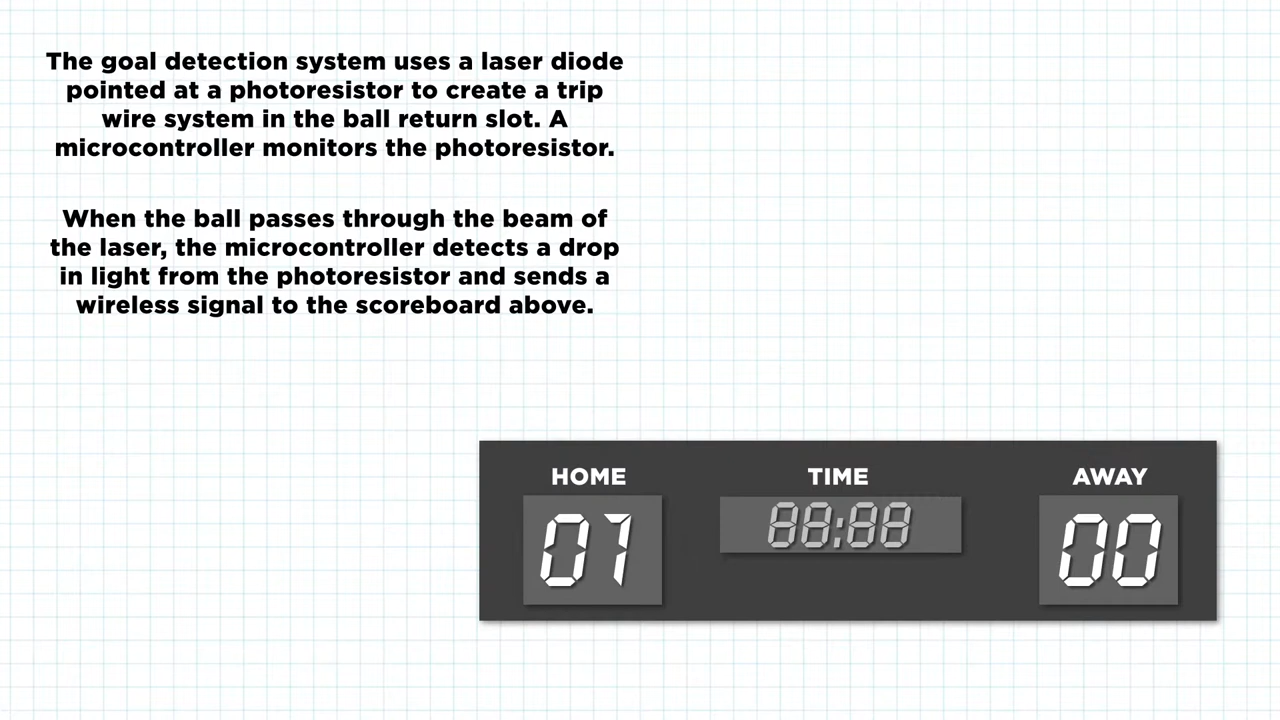 The goal detection system uses a laser diode
pointed at a photoresistor to create a trip
wire system in the ball return slot. A
microcontroller monitors the photoresistor.
When the ball passes through the beam of
the laser, the microcontroller detects a drop
in light from the photoresistor and sends a
wireless signal to the scoreboard above.
HOME TIME AWAY
01 88:88 00